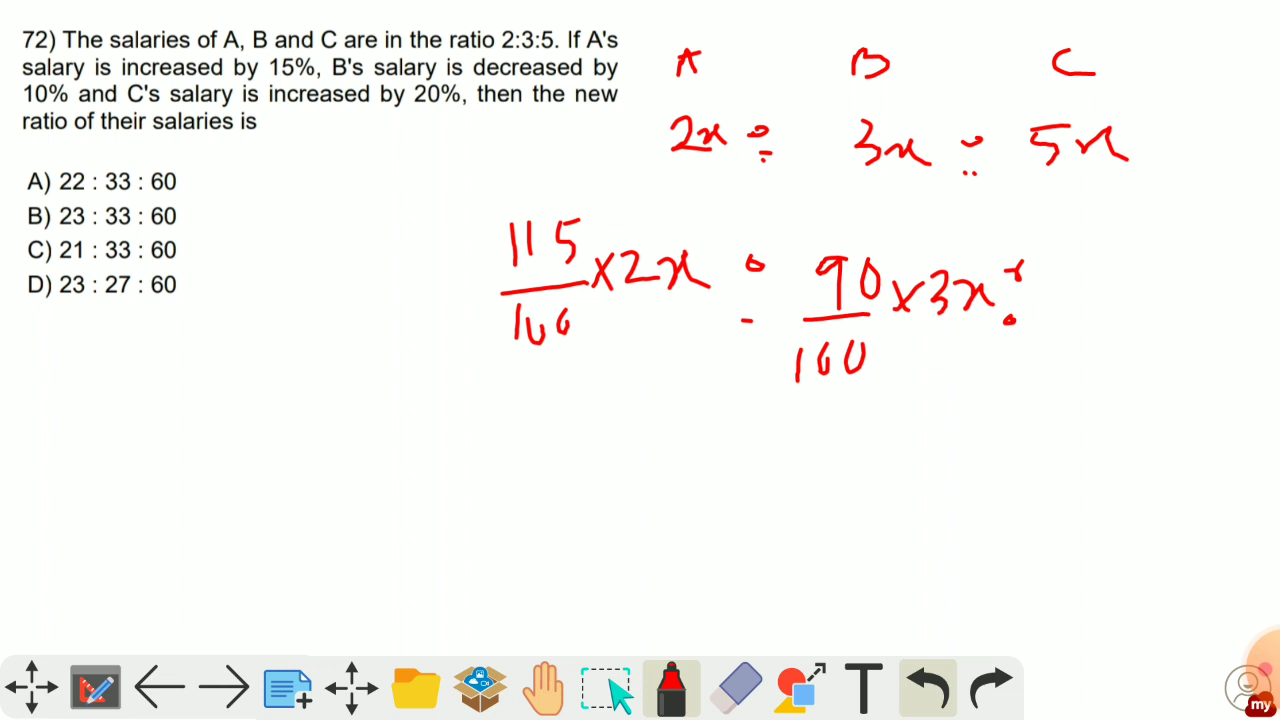 72) The salaries of A, B and C are in the ratio 2:3:5. If A's
salary is increased by 15%, B's salary is decreased by
10% and C's salary is increased by 20%, then the new
ratio of their salaries is
A) 22 : 33 : 60
B) 23 : 33 : 60
C) 21 : 33 : 60
D) 23 : 27 : 60
A B C
2x : 3x : 5x
115/100 × 2x : 90/100 × 3x :
T
my